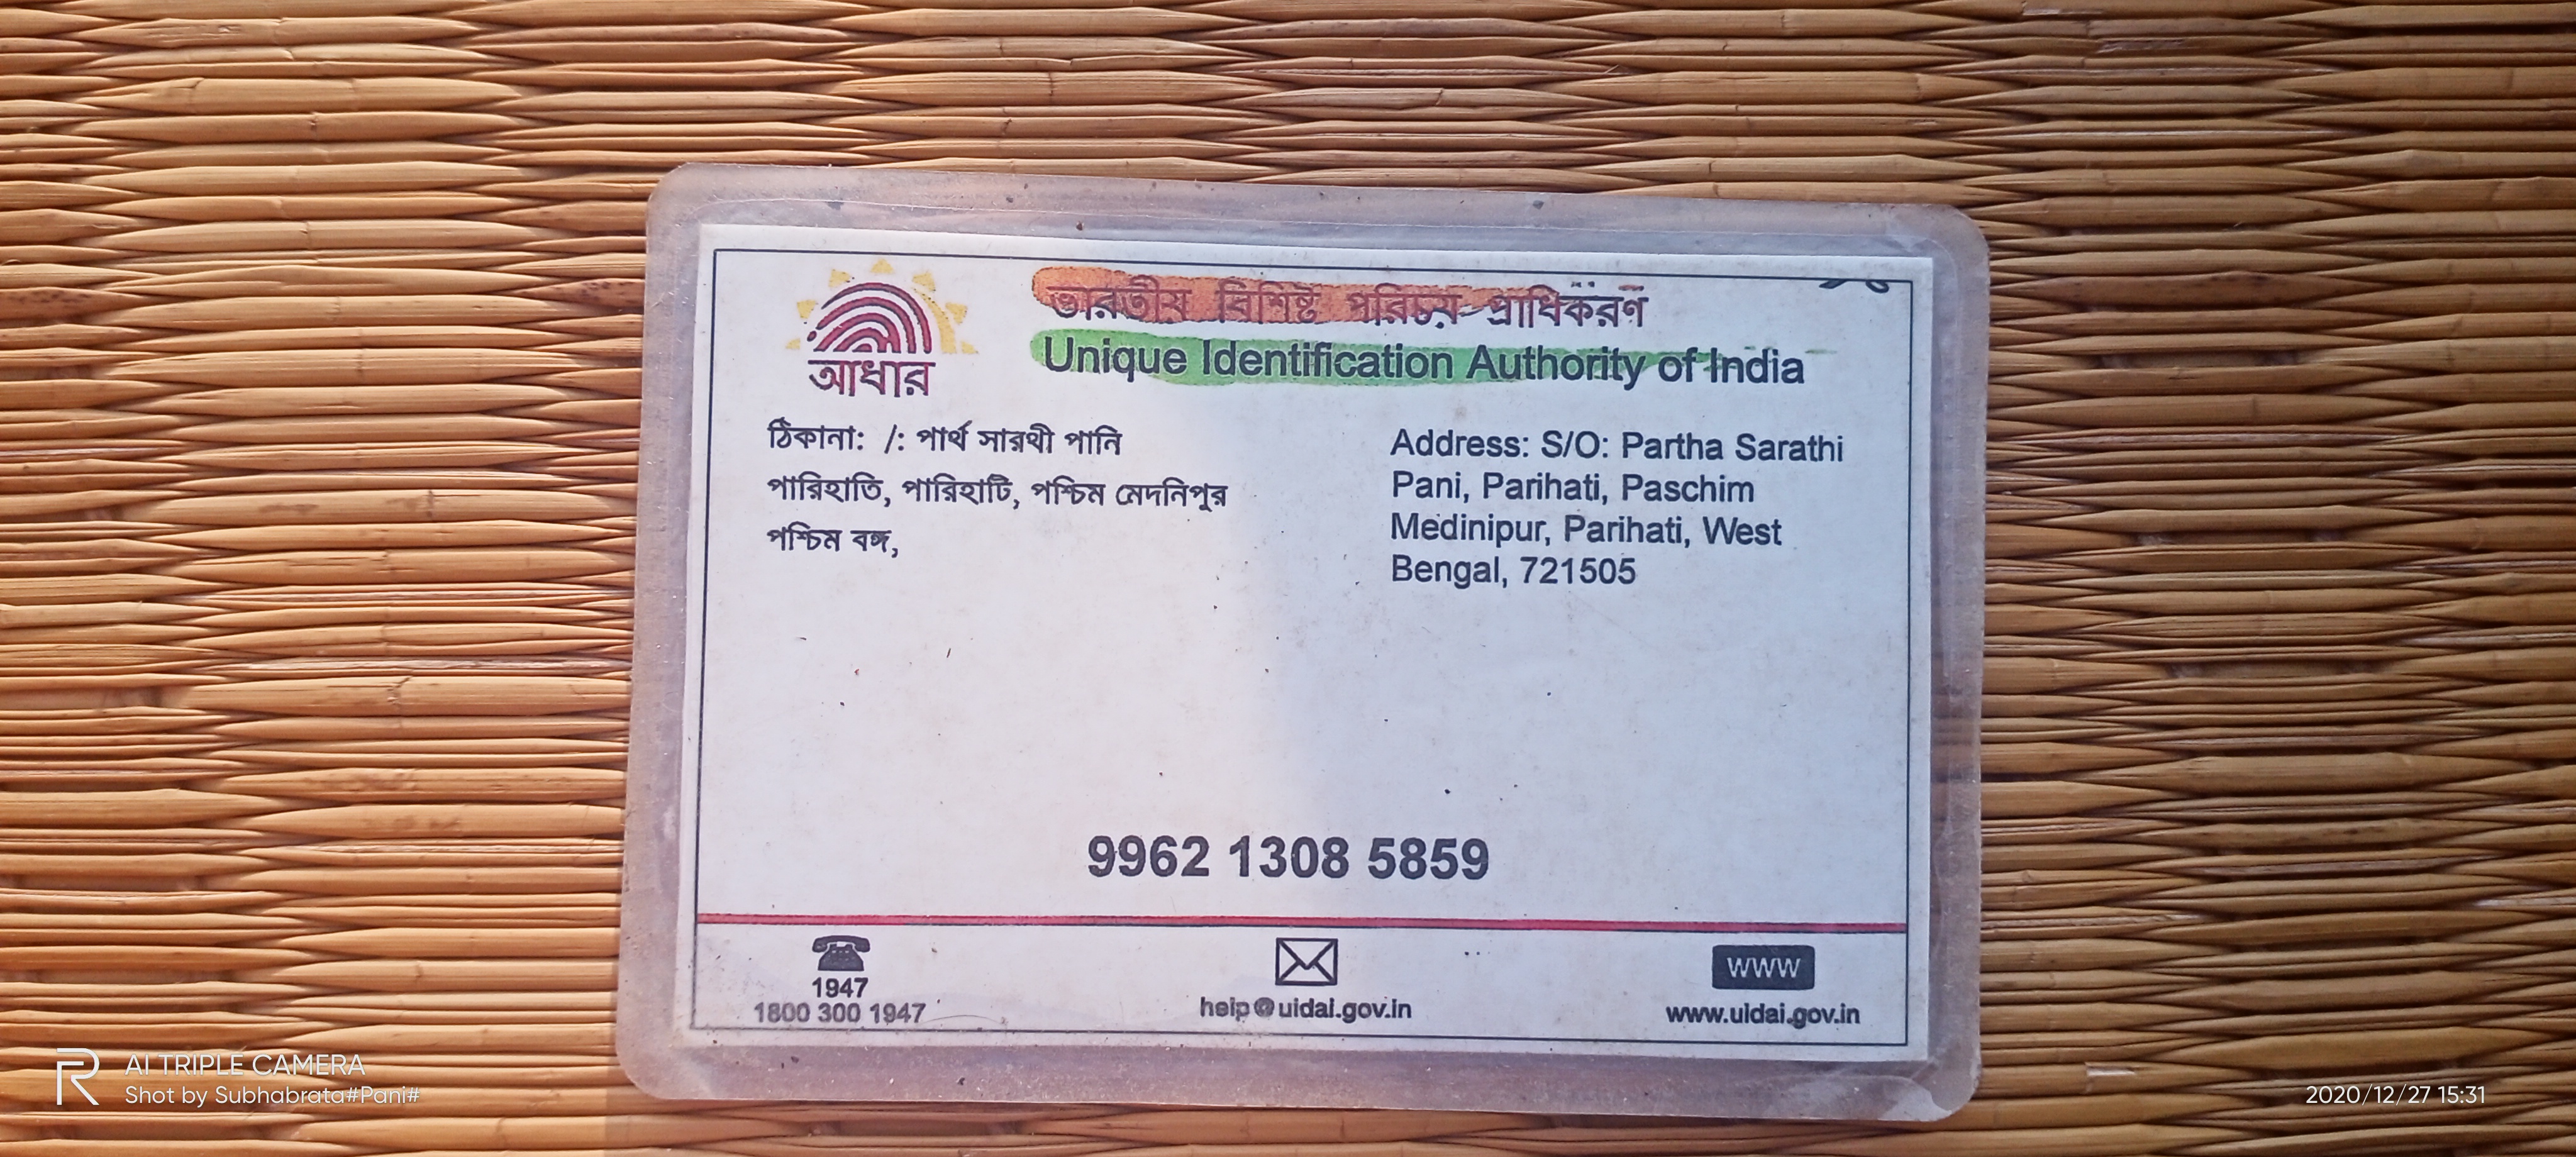 ভারতীয় বিশিষ্ট পরিচয় প্রাধিকরণ
Unique Identification Authority of India
আধার
ঠিকানা: /: পার্থ সারথী পানি
পারিহাতি, পারিহাটি, পশ্চিম মেদনিপুর
পশ্চিম বঙ্গ,
Address: S/O: Partha Sarathi
Pani, Parihati, Paschim
Medinipur, Parihati, West
Bengal, 721505
9962 1308 5859
1947
1800 300 1947
help@uidai.gov.in
www
www.uidai.gov.in
R
AI TRIPLE CAMERA
Shot by Subhabrata#Pani#
2020/12/27 15:31